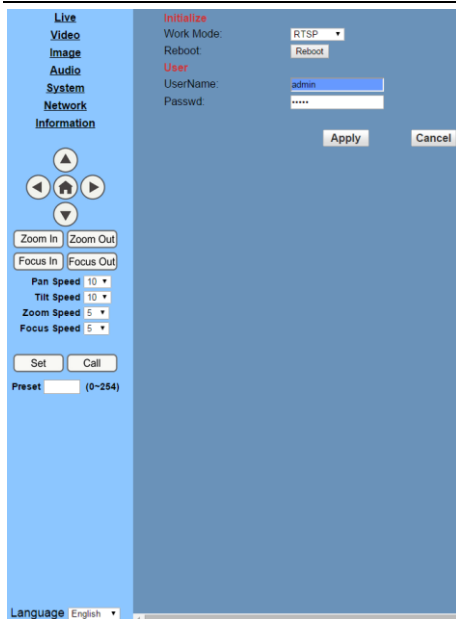 Live
Video
Image
Audio
System
Network
Information
Zoom In Zoom Out
Focus In Focus Out
Pan Speed 10
Tilt Speed 10
Zoom Speed 5
Focus Speed 5
Set Call
Preset (0~254)
Language English
Initialize
Work Mode: RTSP
Reboot: Reboot
User
UserName: admin
Passwd: •••••
Apply Cancel